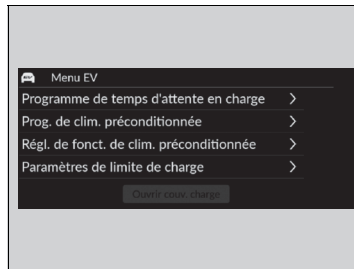 Menu EV
Programme de temps d'attente en charge
Prog. de clim. préconditionnée
Régl. de fonct. de clim. préconditionnée
Paramètres de limite de charge
Ouvrir couv. charge